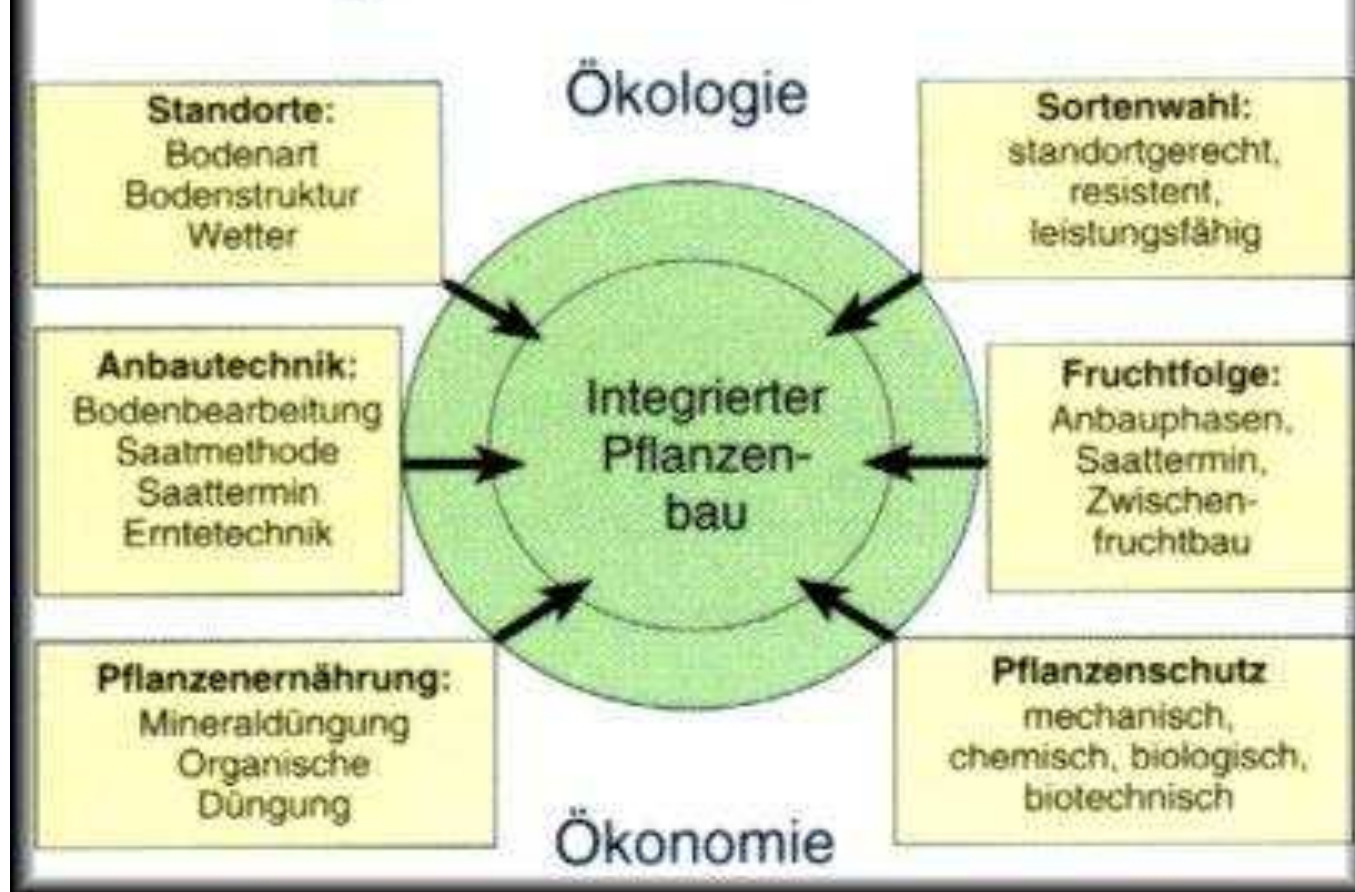 Ökologie
Standorte:
Bodenart
Bodenstruktur
Wetter
Sortenwahl:
standortgerecht,
resistent,
leistungsfähig
Anbautechnik:
Bodenbearbeitung
Saatmethode
Saattermin
Erntetechnik
Integrierter
Pflanzen-
bau
Fruchtfolge:
Anbauphasen,
Saattermin,
Zwischen-
fruchtbau
Pflanzenernährung:
Mineraldüngung
Organische
Düngung
Pflanzenschutz
mechanisch,
chemisch, biologisch,
biotechnisch
Ökonomie